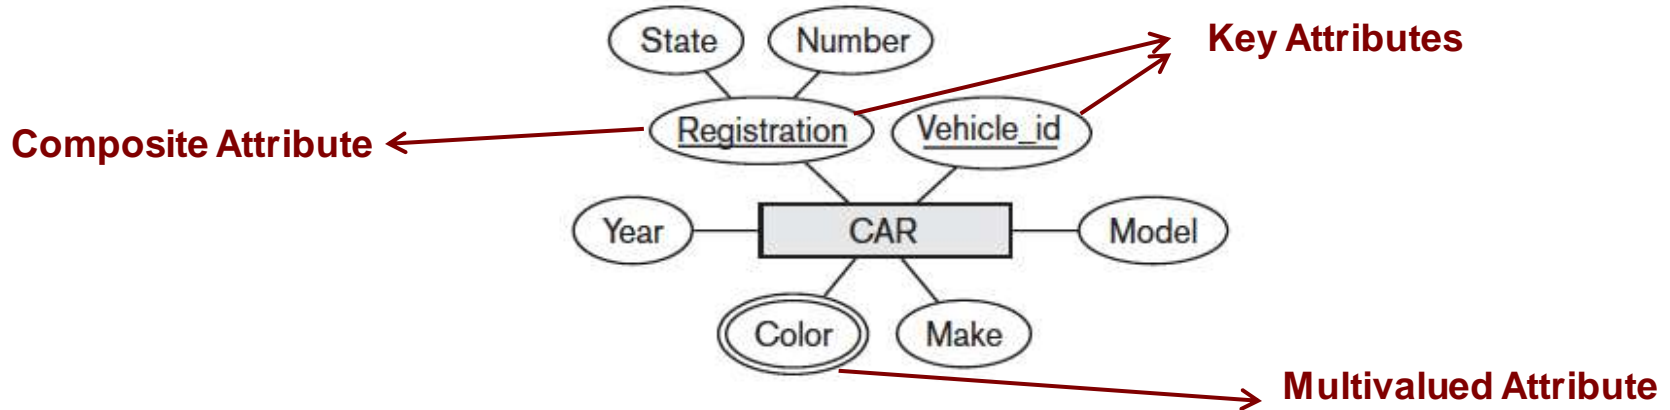 State
Number
Key Attributes
Composite Attribute
Registration
Vehicle_id
Year
CAR
Model
Color
Make
Multivalued Attribute